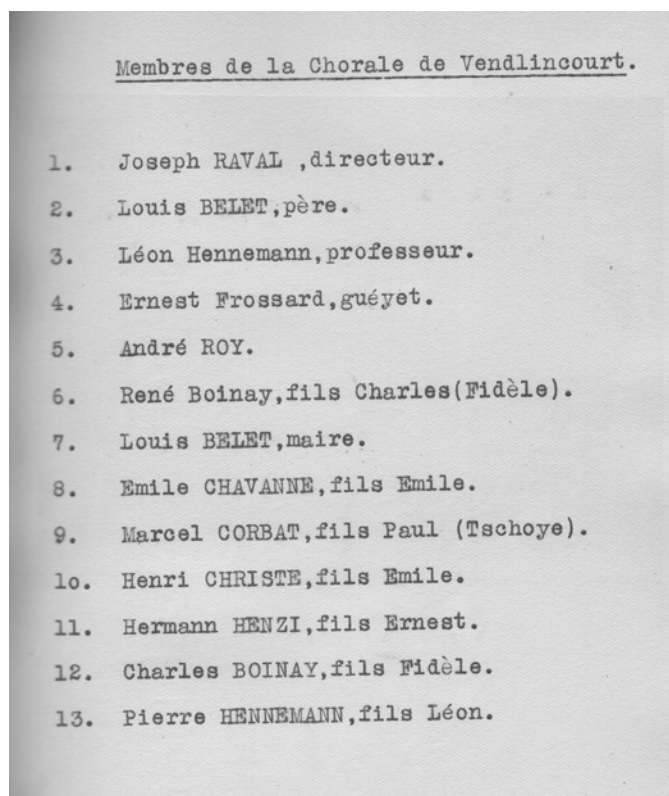 Membres de la Chorale de Vendlincourt.
1. Joseph RAVAL ,directeur.
2. Louis BELET,père.
3. Léon Hennemann,professeur.
4. Ernest Frossard,guéyet.
5. André ROY.
6. René Boinay,fils Charles(Fidèle).
7. Louis BELET,maire.
8. Emile CHAVANNE,fils Emile.
9. Marcel CORBAT,fils Paul (Tschoye).
1o. Henri CHRISTE,fils Emile.
11. Hermann HENZI,fils Ernest.
12. Charles BOINAY,fils Fidèle.
13. Pierre HENNEMANN,fils Léon.